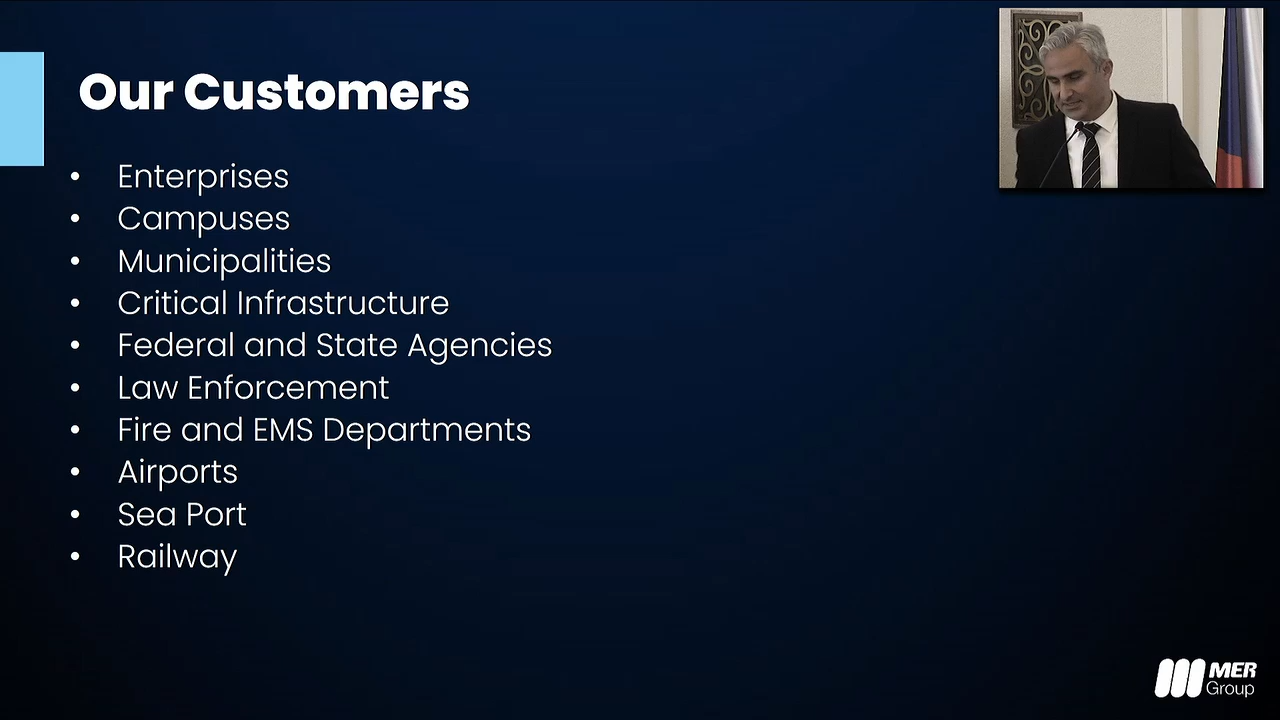 Our Customers
• Enterprises
• Campuses
• Municipalities
• Critical Infrastructure
• Federal and State Agencies
• Law Enforcement
• Fire and EMS Departments
• Airports
• Sea Port
• Railway
MER
Group